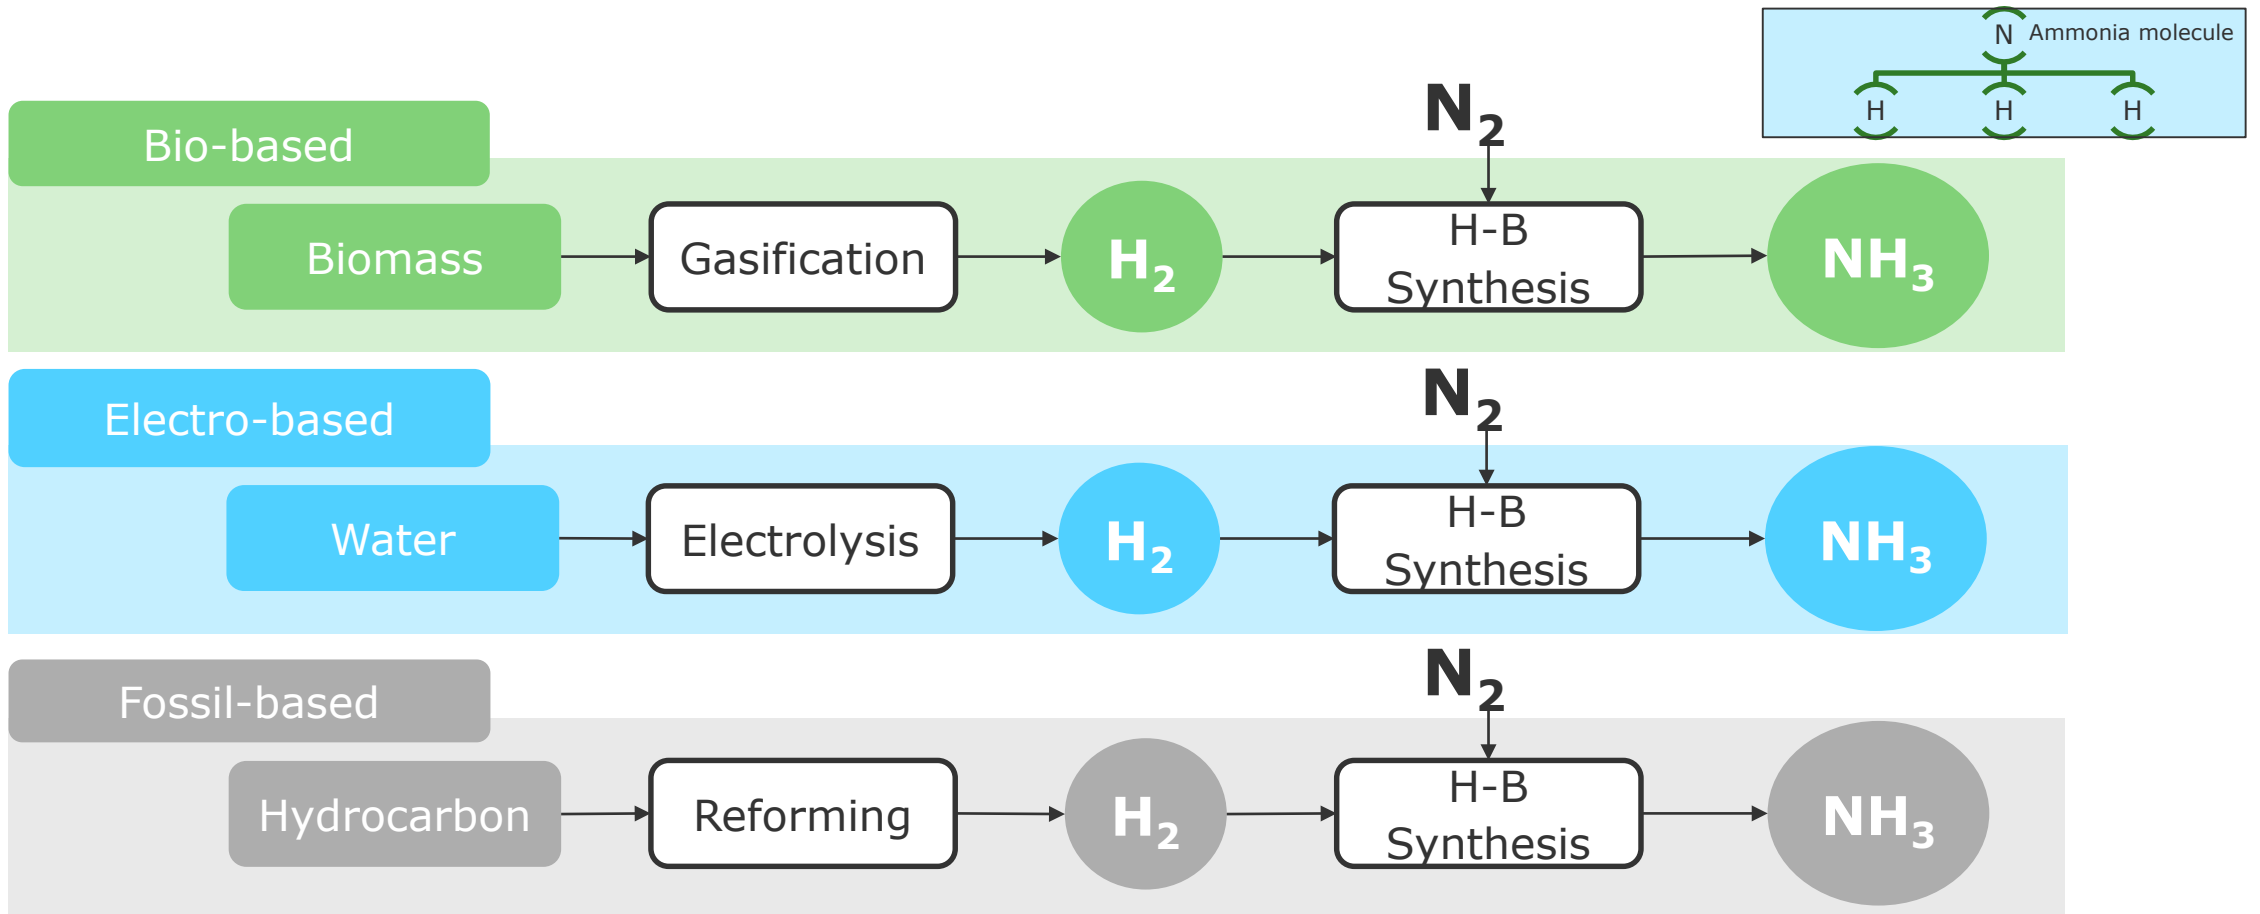 N Ammonia molecule
H H H
Bio-based
N₂
Biomass
Gasification
H₂
H-B
Synthesis
NH₃
Electro-based
N₂
Water
Electrolysis
H₂
H-B
Synthesis
NH₃
Fossil-based
N₂
Hydrocarbon
Reforming
H₂
H-B
Synthesis
NH₃